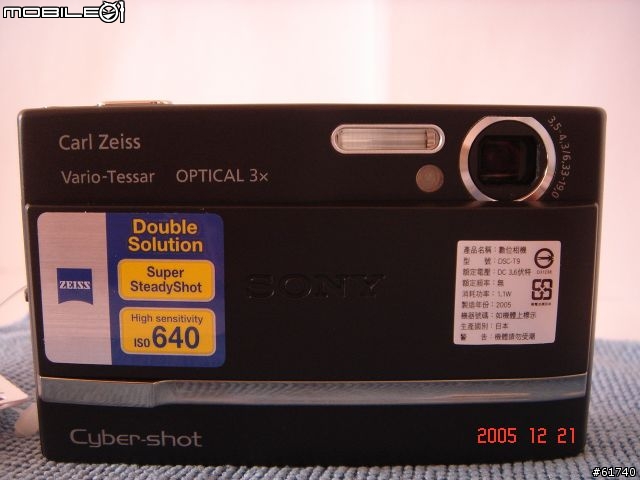 MOBILE01
Carl Zeiss
Vario-Tessar OPTICAL 3x
3,5-4,3/6,33-19,0
Double
Solution
Super
SteadyShot
High sensitivity
ISO 640
ZEISS
SONY
產品名稱：數位相機
型 號：DSC-T9
額定電壓：DC 3.6伏特
額定頻率：無
消耗功率：1.1W
製造年份：2005
機器號碼：如機體上標示
生產國別：日本
警 告：機體請勿受潮
Cyber-shot
2005 12 21
#61740